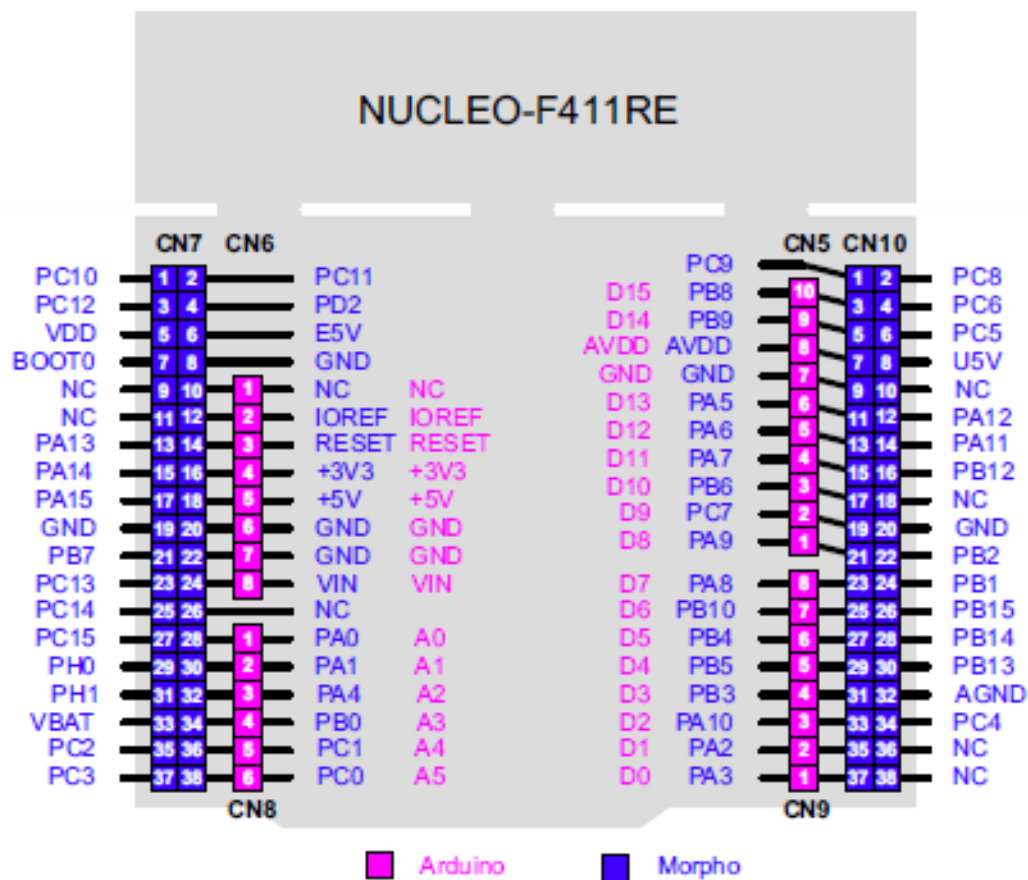 NUCLEO-F411RE
CN7 CN6 CN5 CN10
PC9
PC10 1 2 PC11 1 2 PC8
PC12 3 4 PD2 D15 PB8 10 3 4 PC6
VDD 5 6 E5V D14 PB9 9 5 6 PC5
BOOT0 7 8 GND AVDD AVDD 8 7 8 U5V
NC 9 10 1 NC NC GND GND 7 9 10 NC
NC 11 12 2 IOREF IOREF D13 PA5 6 11 12 PA12
PA13 13 14 3 RESET RESET D12 PA6 5 13 14 PA11
PA14 15 16 4 +3V3 +3V3 D11 PA7 4 15 16 PB12
PA15 17 18 5 +5V +5V D10 PB6 3 17 18 NC
GND 19 20 6 GND GND D9 PC7 2 19 20 GND
PB7 21 22 7 GND GND D8 PA9 1 21 22 PB2
PC13 23 24 8 VIN VIN D7 PA8 8 23 24 PB1
PC14 25 26 NC D6 PB10 7 25 26 PB15
PC15 27 28 1 PA0 A0 D5 PB4 6 27 28 PB14
PH0 29 30 2 PA1 A1 D4 PB5 5 29 30 PB13
PH1 31 32 3 PA4 A2 D3 PB3 4 31 32 AGND
VBAT 33 34 4 PB0 A3 D2 PA10 3 33 34 PC4
PC2 35 36 5 PC1 A4 D1 PA2 2 35 36 NC
PC3 37 38 6 PC0 A5 D0 PA3 1 37 38 NC
CN8 CN9
Arduino Morpho